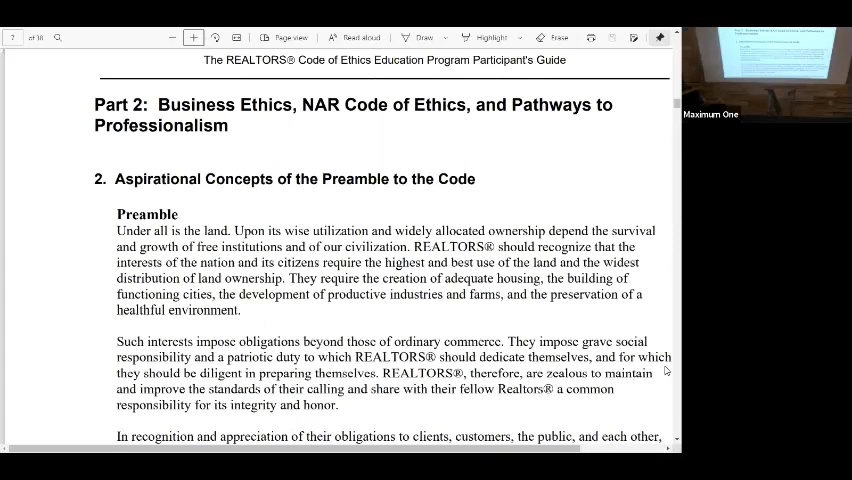 7 of 38 Page view Read aloud Draw Highlight Erase
The REALTORS® Code of Ethics Education Program Participant's Guide
Part 2: Business Ethics, NAR Code of Ethics, and Pathways to
Professionalism
Maximum One
2. Aspirational Concepts of the Preamble to the Code
Preamble
Under all is the land. Upon its wise utilization and widely allocated ownership depend the survival
and growth of free institutions and of our civilization. REALTORS® should recognize that the
interests of the nation and its citizens require the highest and best use of the land and the widest
distribution of land ownership. They require the creation of adequate housing, the building of
functioning cities, the development of productive industries and farms, and the preservation of a
healthful environment.
Such interests impose obligations beyond those of ordinary commerce. They impose grave social
responsibility and a patriotic duty to which REALTORS® should dedicate themselves, and for which
they should be diligent in preparing themselves. REALTORS®, therefore, are zealous to maintain
and improve the standards of their calling and share with their fellow Realtors® a common
responsibility for its integrity and honor.
In recognition and appreciation of their obligations to clients, customers, the public, and each other,